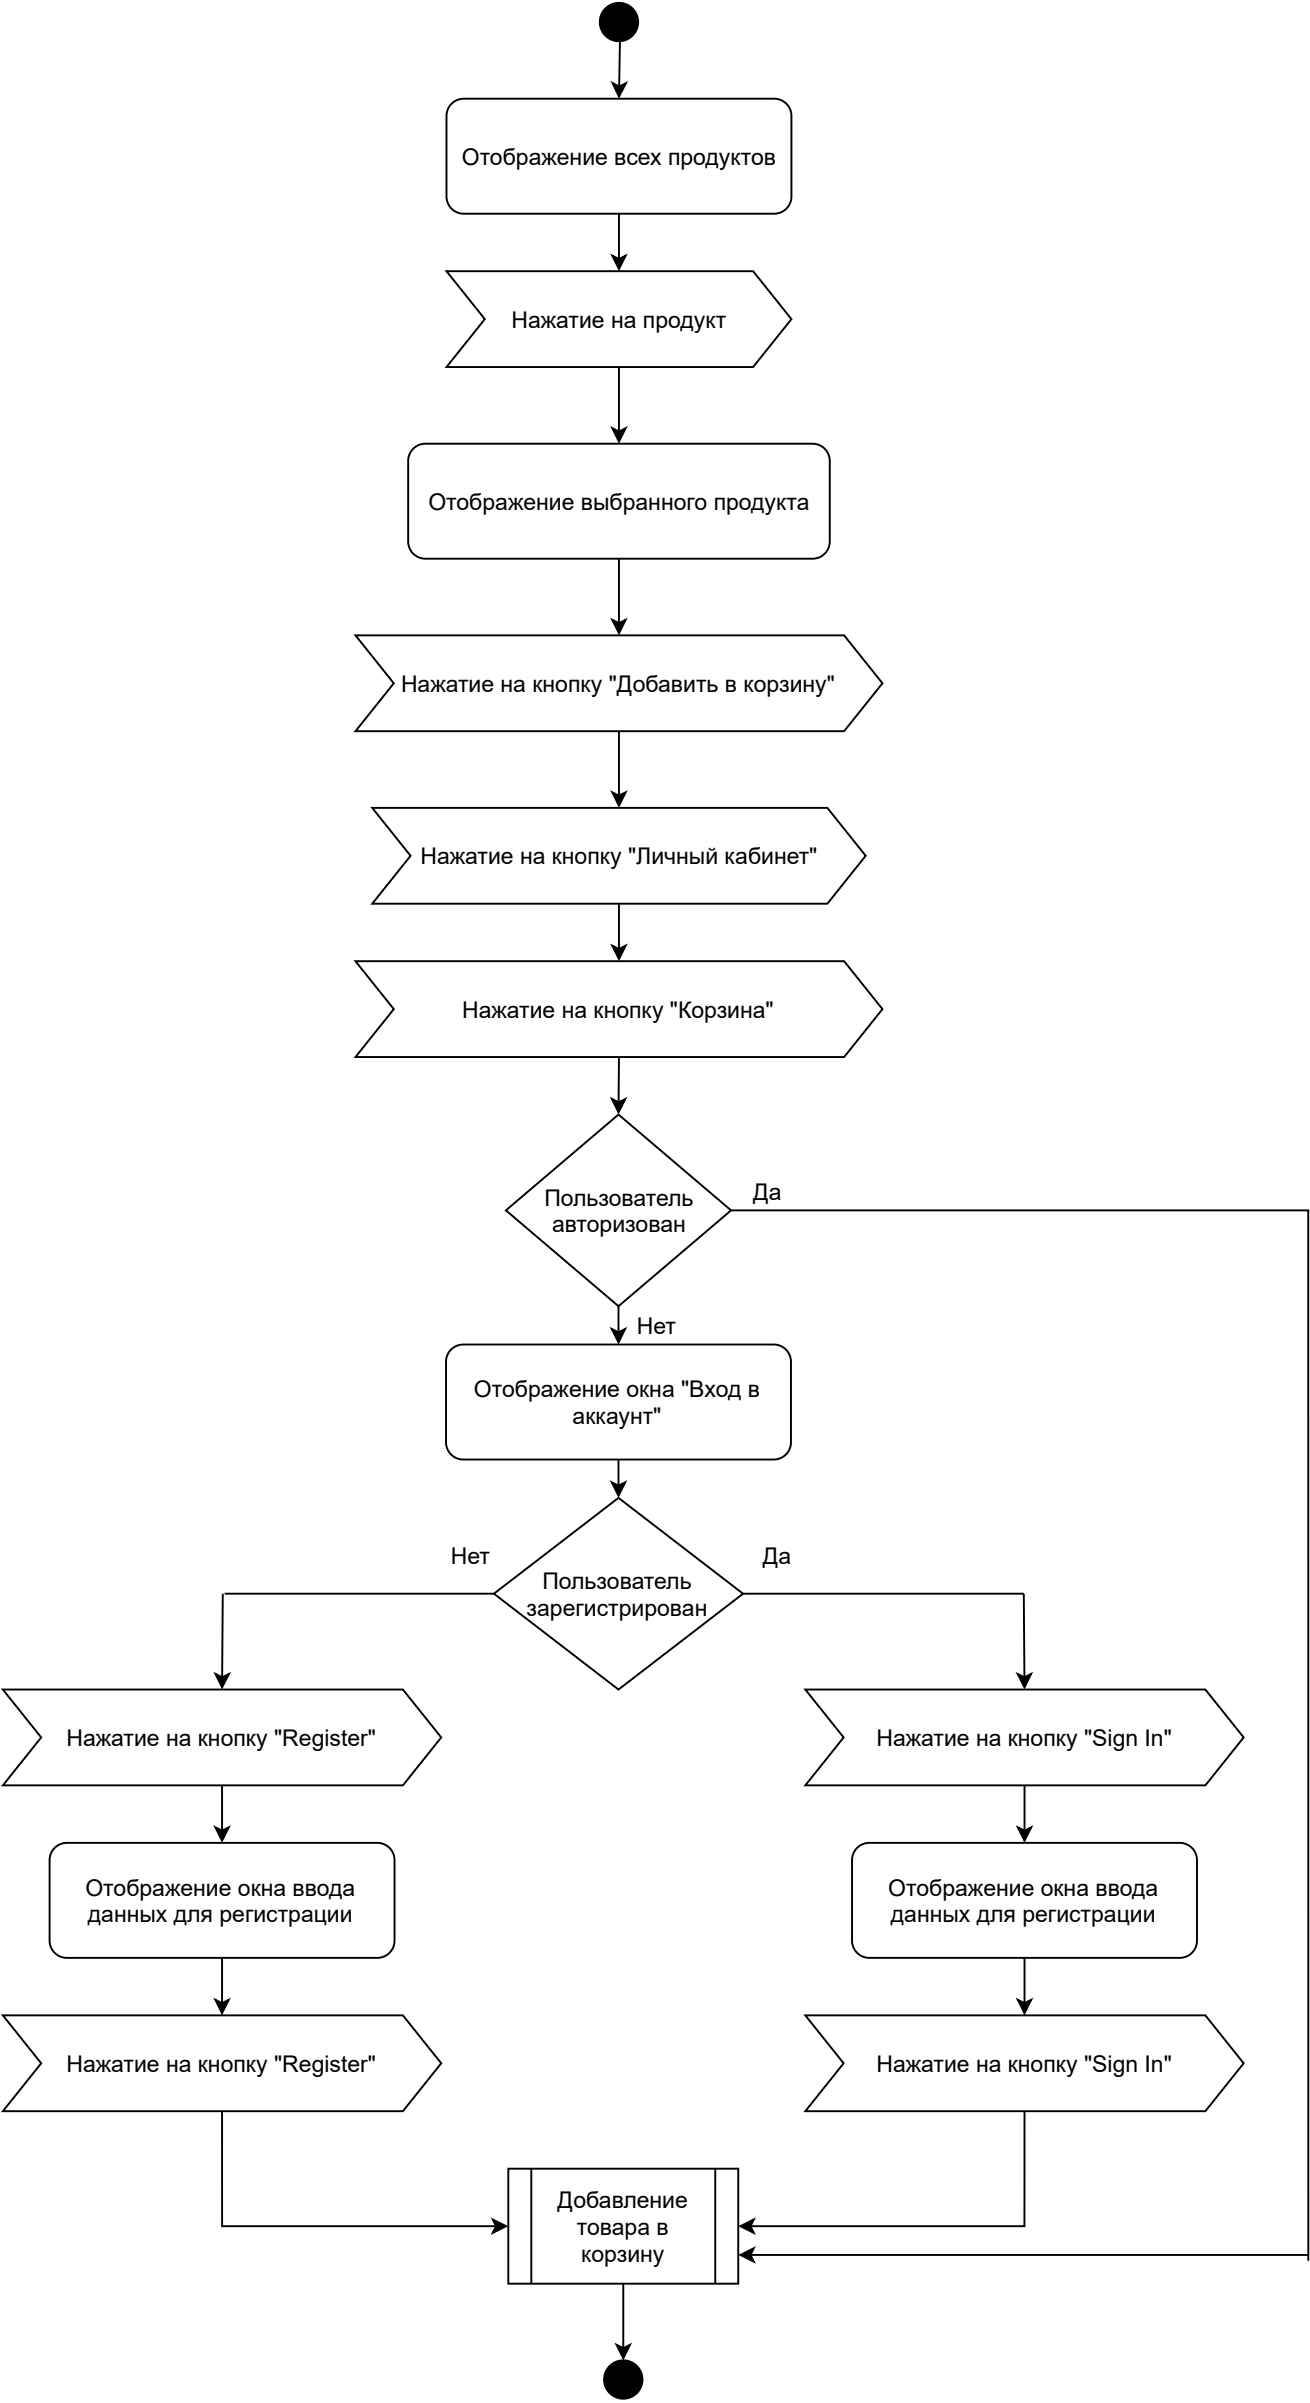 Отображение всех продуктов
Нажатие на продукт
Отображение выбранного продукта
Нажатие на кнопку "Добавить в корзину"
Нажатие на кнопку "Личный кабинет"
Нажатие на кнопку "Корзина"
Да
Пользователь
авторизован
Нет
Отображение окна "Вход в
аккаунт"
Нет
Да
Пользователь
зарегистрирован
Нажатие на кнопку "Register"
Нажатие на кнопку "Sign In"
Отображение окна ввода
данных для регистрации
Отображение окна ввода
данных для регистрации
Нажатие на кнопку "Register"
Нажатие на кнопку "Sign In"
Добавление
товара в
корзину